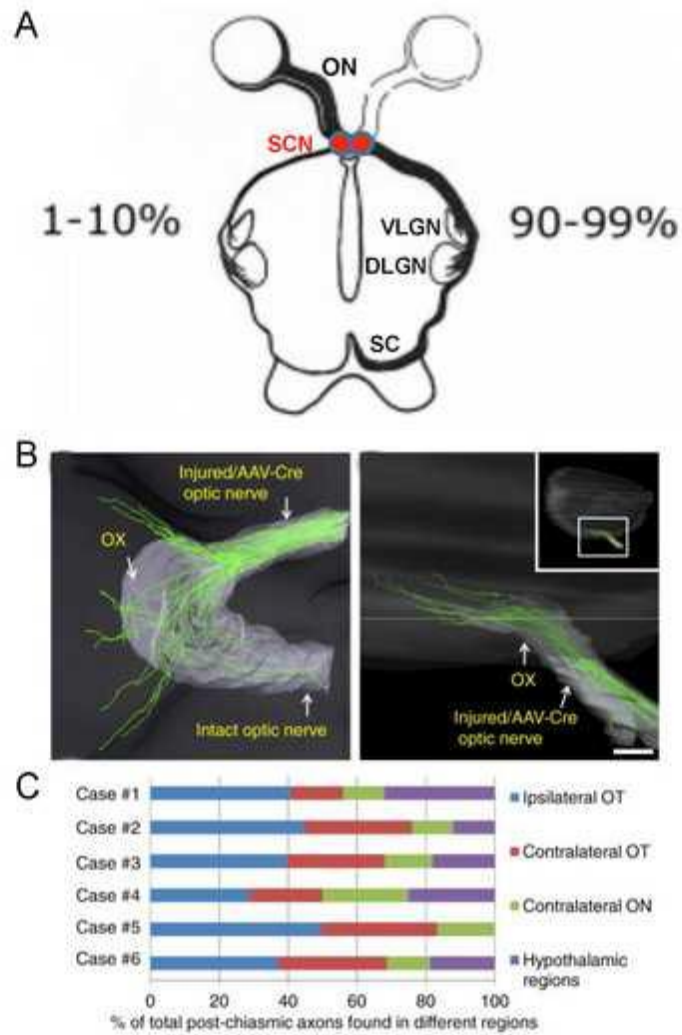 A
ON
SCN
1-10%
90-99%
VLGN
DLGN
SC
B
Injured/AAV-Cre
optic nerve
OX
Intact optic nerve
OX
Injured/AAV-Cre
optic nerve
C
Case #1
Case #2
Case #3
Case #4
Case #5
Case #6
Ipsilateral OT
Contralateral OT
Contralateral ON
Hypothalamic
regions
0 20 40 60 80 100
% of total post-chiasmic axons found in different regions